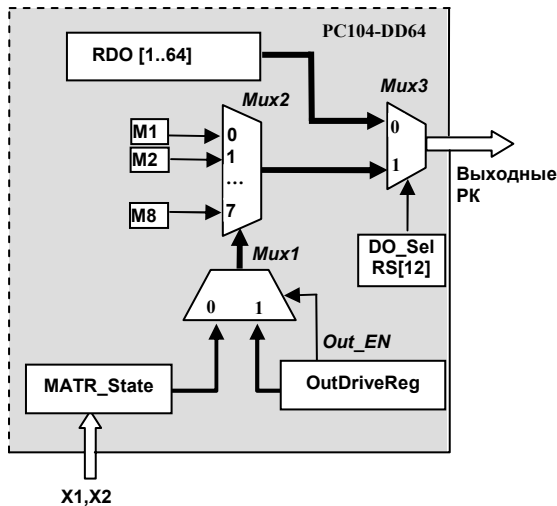 PC104-DD64
RDO [1..64]
Mux2
Mux3
M1
M2
M8
0
1
...
7
0
1
Выходные
РК
DO_Sel
RS[12]
Mux1
0 1
Out_EN
MATR_State
OutDriveReg
X1,X2